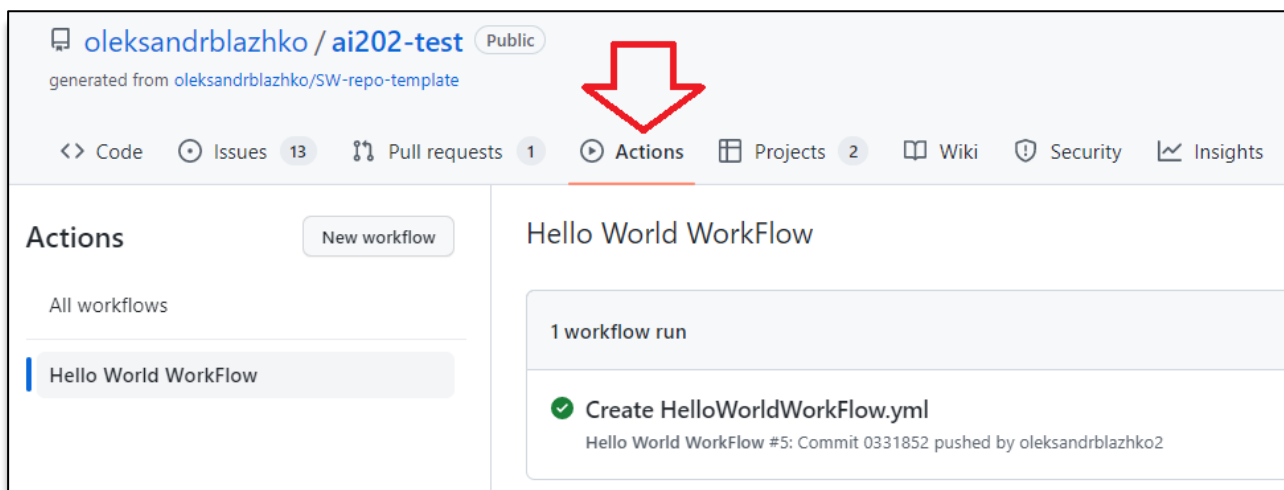 oleksandrblazhko / ai202-test Public
generated from oleksandrblazhko/SW-repo-template
<> Code Issues 13 Pull requests 1 Actions Projects 2 Wiki Security Insights
Actions New workflow
Hello World WorkFlow
All workflows
1 workflow run
Hello World WorkFlow
Create HelloWorldWorkFlow.yml
Hello World WorkFlow #5: Commit 0331852 pushed by oleksandrblazhko2